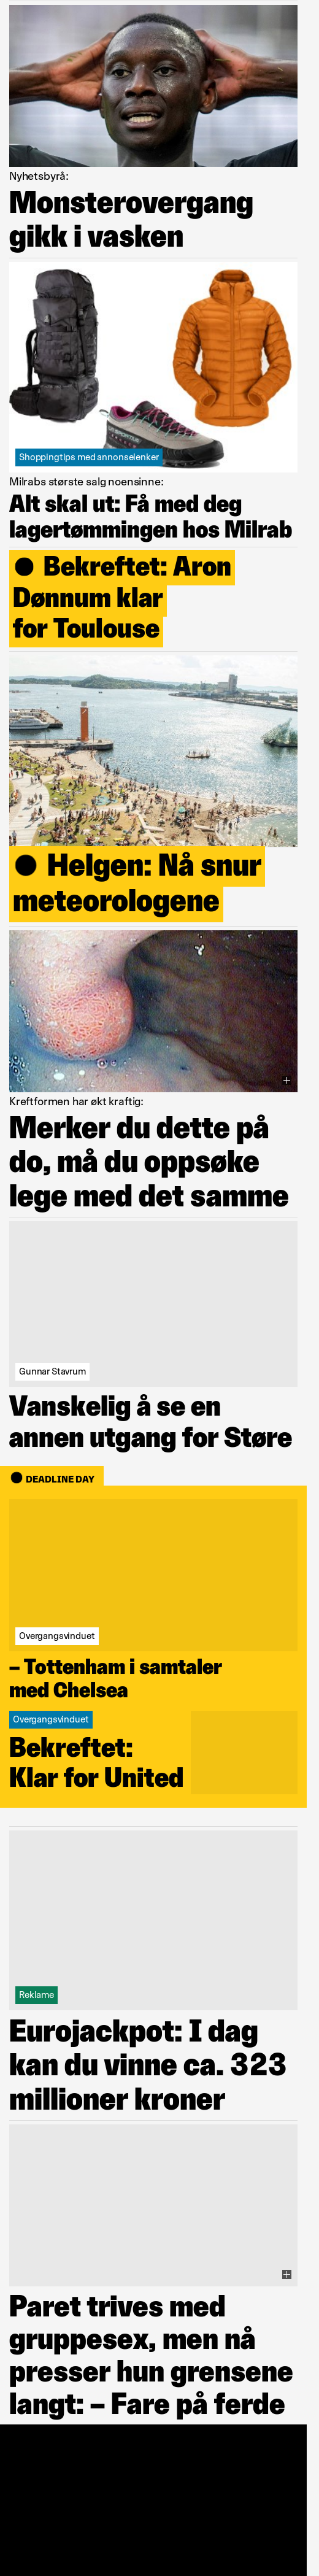 Nyhetsbyrå:
Monsterovergang
gikk i vasken
Shoppingtips med annonselenker
Milrabs største salg noensinne:
Alt skal ut: Få med deg
lagertømmingen hos Milrab
Bekreftet: Aron
Dønnum klar
for Toulouse
Helgen: Nå snur
meteorologene
Kreftformen har økt kraftig:
Merker du dette på
do, må du oppsøke
lege med det samme
Gunnar Stavrum
Vanskelig å se en
annen utgang for Støre
DEADLINE DAY
Overgangsvinduet
– Tottenham i samtaler
med Chelsea
Overgangsvinduet
Bekreftet:
Klar for United
Reklame
Eurojackpot: I dag
kan du vinne ca. 323
millioner kroner
Paret trives med
gruppesex, men nå
presser hun grensene
langt: – Fare på ferde